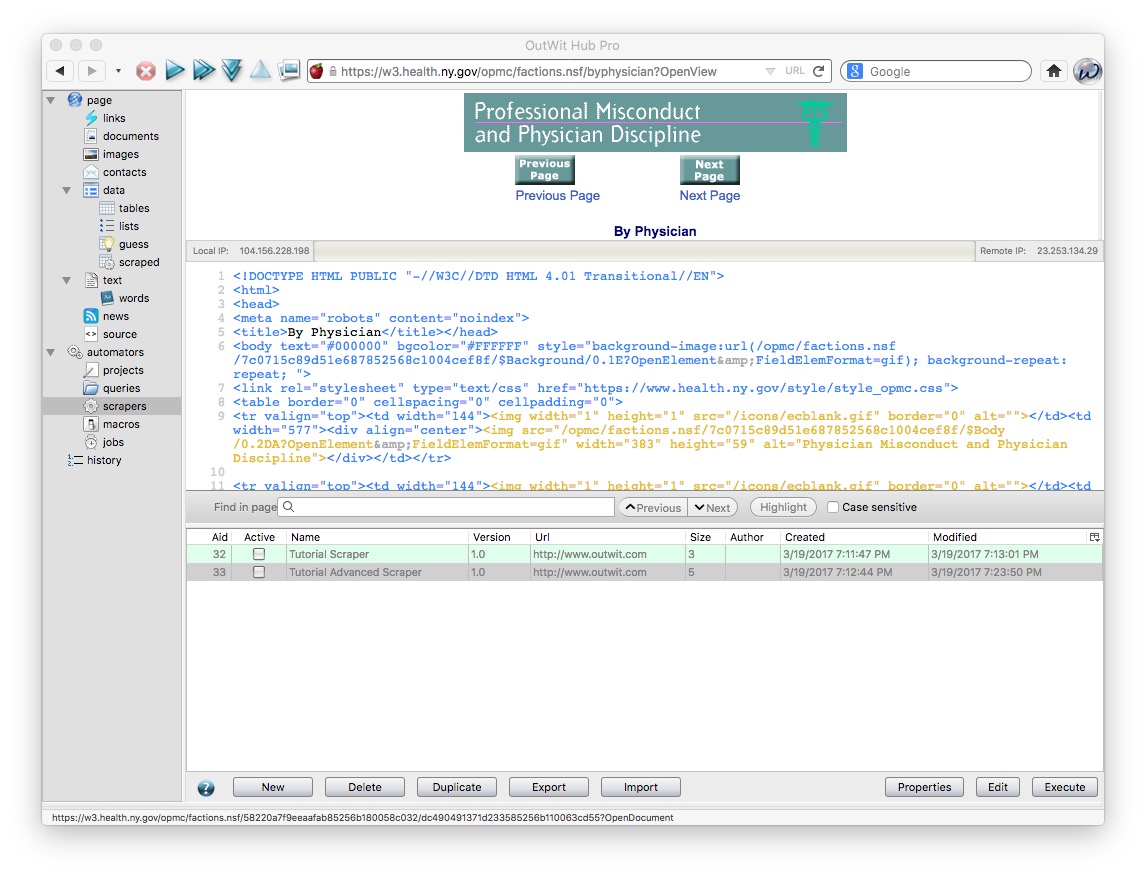 OutWit Hub Pro
https://w3.health.ny.gov/opmc/factions.nsf/byphysician?OpenView URL Google
page
links
documents
images
contacts
data
tables
lists
guess
scraped
text
words
news
source
automators
projects
queries
scrapers
macros
jobs
history
Professional Misconduct
and Physician Discipline
Previous Page Next Page
Previous Page Next Page
By Physician
Local IP: 104.156.228.198 Remote IP: 23.253.134.29
1 <!DOCTYPE HTML PUBLIC "-//W3C//DTD HTML 4.01 Transitional//EN">
2 <html>
3 <head>
4 <meta name="robots" content="noindex">
5 <title>By Physician</title></head>
6 <body text="#000000" bgcolor="#FFFFFF" style="background-image:url(/opmc/factions.nsf
/7c0715c89d51e687852568c1004cef8f/$Background/0.1E?OpenElement&amp;FieldElemFormat=gif); background-repeat:
repeat; ">
7 <link rel="stylesheet" type="text/css" href="https://www.health.ny.gov/style/style_opmc.css">
8 <table border="0" cellspacing="0" cellpadding="0">
9 <tr valign="top"><td width="144"><img width="1" height="1" src="/icons/ecblank.gif" border="0" alt=""></td><td
width="577"><div align="center"><img src="/opmc/factions.nsf/7c0715c89d51e687852568c1004cef8f/$Body
/0.2DA?OpenElement&amp;FieldElemFormat=gif" width="383" height="59" alt="Physician Misconduct and Physician
Discipline"></div></td></tr>
10
11 <tr valign="top"><td width="144"><img width="1" height="1" src="/icons/ecblank.gif" border="0" alt=""></td><td
Find in page Previous Next Highlight Case sensitive
Aid Active Name Version Url Size Author Created Modified
32 Tutorial Scraper 1.0 http://www.outwit.com 3 3/19/2017 7:11:47 PM 3/19/2017 7:13:01 PM
33 Tutorial Advanced Scraper 1.0 http://www.outwit.com 5 3/19/2017 7:12:44 PM 3/19/2017 7:23:50 PM
? New Delete Duplicate Export Import Properties Edit Execute
https://w3.health.ny.gov/opmc/factions.nsf/58220a7f9eeaafab85256b180058c032/dc490491371d233585256b110063cd55?OpenDocument